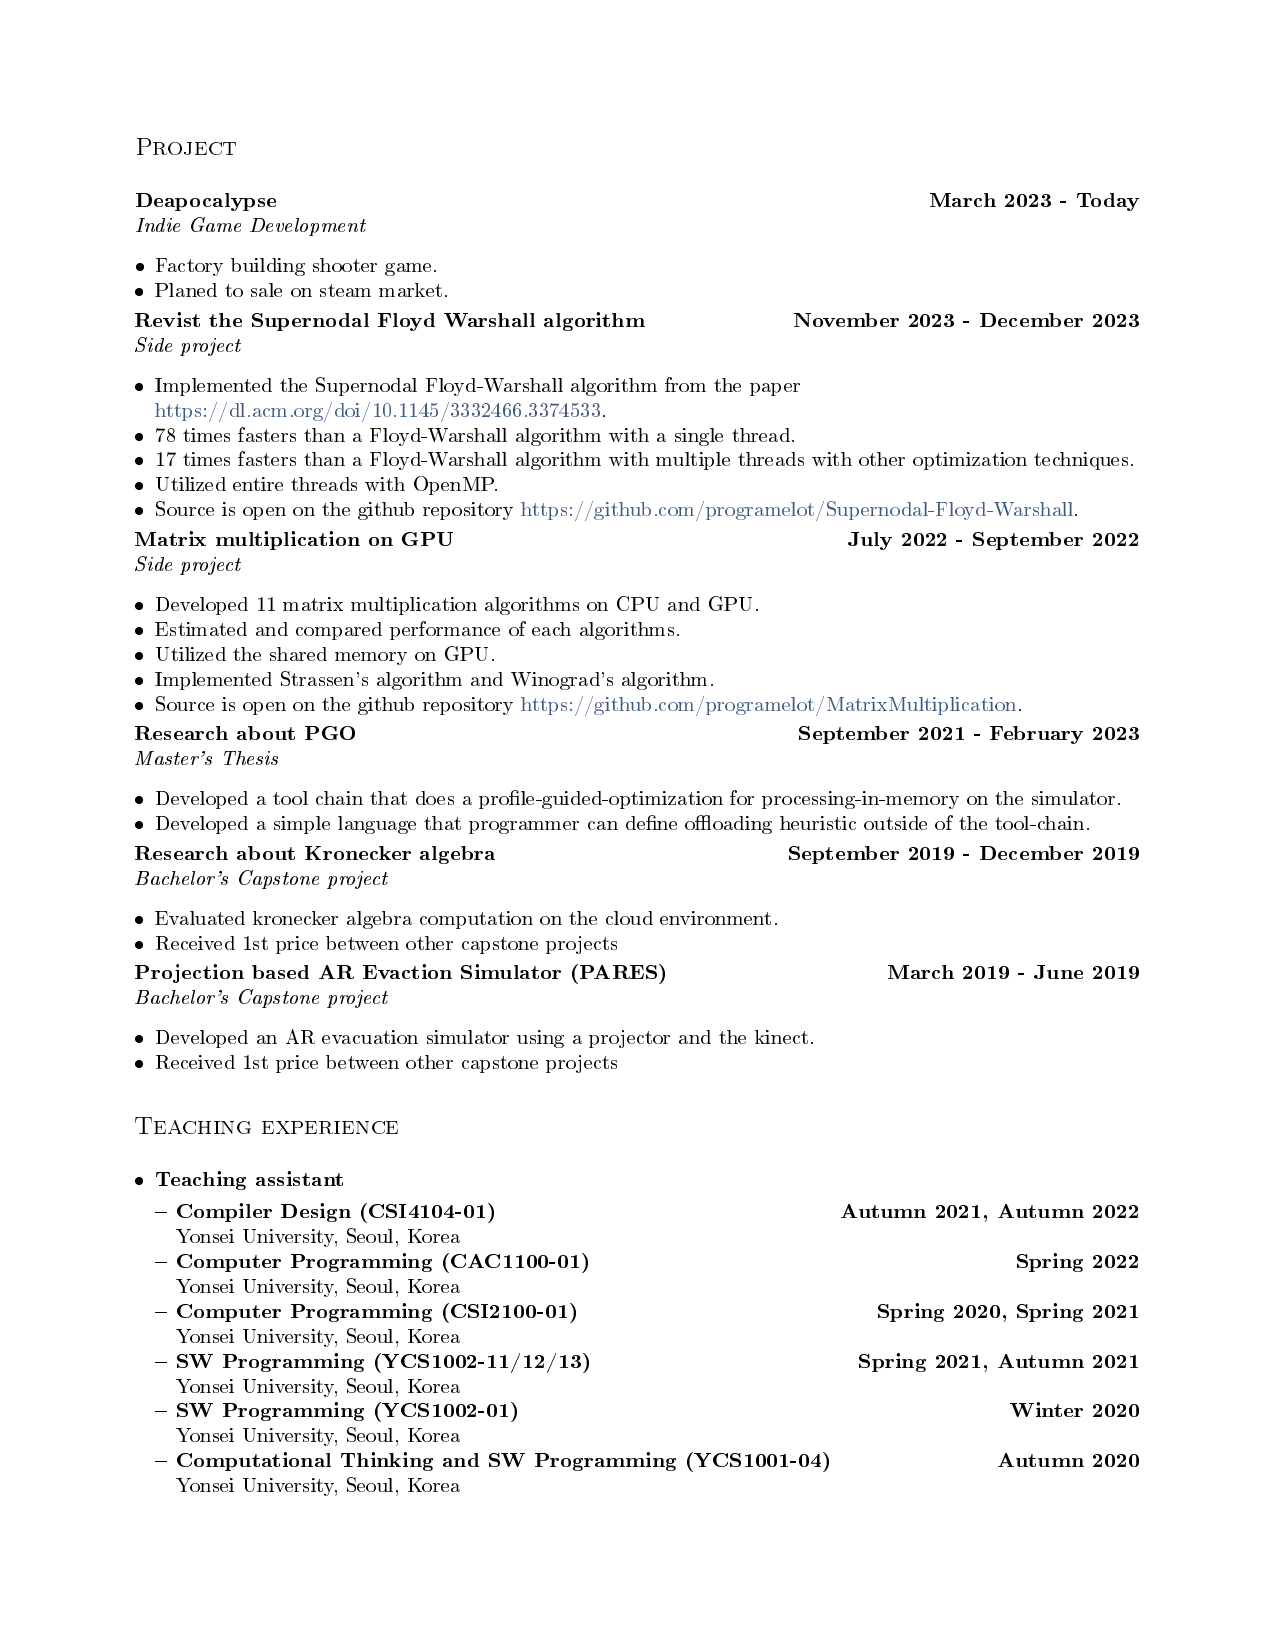 Project
Deapocalypse March 2023 - Today
Indie Game Development
• Factory building shooter game.
• Planed to sale on steam market.
Revist the Supernodal Floyd Warshall algorithm November 2023 - December 2023
Side project
• Implemented the Supernodal Floyd-Warshall algorithm from the paper
https://dl.acm.org/doi/10.1145/3332466.3374533.
• 78 times fasters than a Floyd-Warshall algorithm with a single thread.
• 17 times fasters than a Floyd-Warshall algorithm with multiple threads with other optimization techniques.
• Utilized entire threads with OpenMP.
• Source is open on the github repository https://github.com/programelot/Supernodal-Floyd-Warshall.
Matrix multiplication on GPU July 2022 - September 2022
Side project
• Developed 11 matrix multiplication algorithms on CPU and GPU.
• Estimated and compared performance of each algorithms.
• Utilized the shared memory on GPU.
• Implemented Strassen's algorithm and Winograd's algorithm.
• Source is open on the github repository https://github.com/programelot/MatrixMultiplication.
Research about PGO September 2021 - February 2023
Master's Thesis
• Developed a tool chain that does a profile-guided-optimization for processing-in-memory on the simulator.
• Developed a simple language that programmer can define offloading heuristic outside of the tool-chain.
Research about Kronecker algebra September 2019 - December 2019
Bachelor's Capstone project
• Evaluated kronecker algebra computation on the cloud environment.
• Received 1st price between other capstone projects
Projection based AR Evaction Simulator (PARES) March 2019 - June 2019
Bachelor's Capstone project
• Developed an AR evacuation simulator using a projector and the kinect.
• Received 1st price between other capstone projects
Teaching experience
• Teaching assistant
– Compiler Design (CSI4104-01) Autumn 2021, Autumn 2022
Yonsei University, Seoul, Korea
– Computer Programming (CAC1100-01) Spring 2022
Yonsei University, Seoul, Korea
– Computer Programming (CSI2100-01) Spring 2020, Spring 2021
Yonsei University, Seoul, Korea
– SW Programming (YCS1002-11/12/13) Spring 2021, Autumn 2021
Yonsei University, Seoul, Korea
– SW Programming (YCS1002-01) Winter 2020
Yonsei University, Seoul, Korea
– Computational Thinking and SW Programming (YCS1001-04) Autumn 2020
Yonsei University, Seoul, Korea